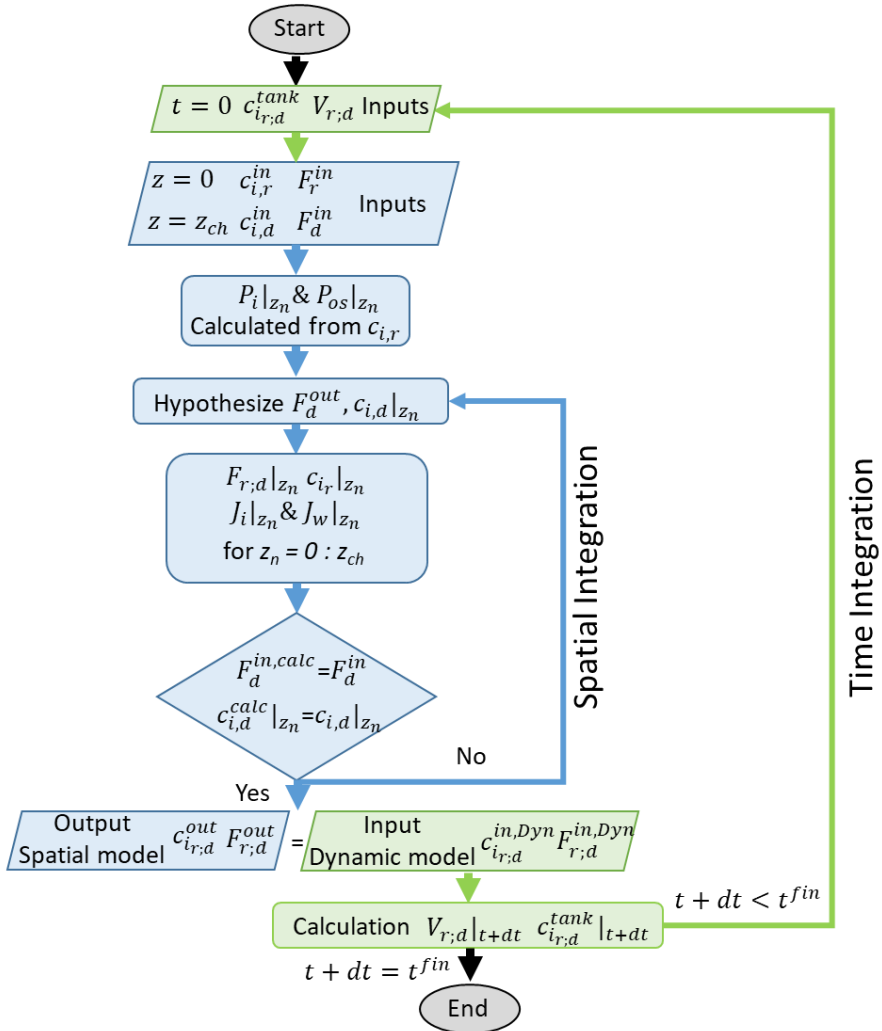 Start
t = 0 c_{i_{r;d}}^{tank} V_{r;d} Inputs
z = 0 c_{i,r}^{in} F_r^{in}
Inputs
z = z_{ch} c_{i,d}^{in} F_d^{in}
P_i|_{z_n} & P_{os}|_{z_n}
Calculated from c_{i,r}
Hypothesize F_d^{out}, c_{i,d}|_{z_n}
F_{r;d}|_{z_n} c_{i_r}|_{z_n}
J_i|_{z_n} & J_w|_{z_n}
for z_n = 0 : z_{ch}
F_d^{in,calc}=F_d^{in}
c_{i,d}^{calc}|_{z_n}=c_{i,d}|_{z_n}
No
Yes
Spatial Integration
Time Integration
Output
Spatial model c_{i_{r;d}}^{out} F_{r;d}^{out}
=
Input
Dynamic model c_{i_{r;d}}^{in,Dyn} F_{r;d}^{in,Dyn}
t + dt < t^{fin}
Calculation V_{r;d}|_{t+dt} c_{i_{r;d}}^{tank}|_{t+dt}
t + dt = t^{fin}
End